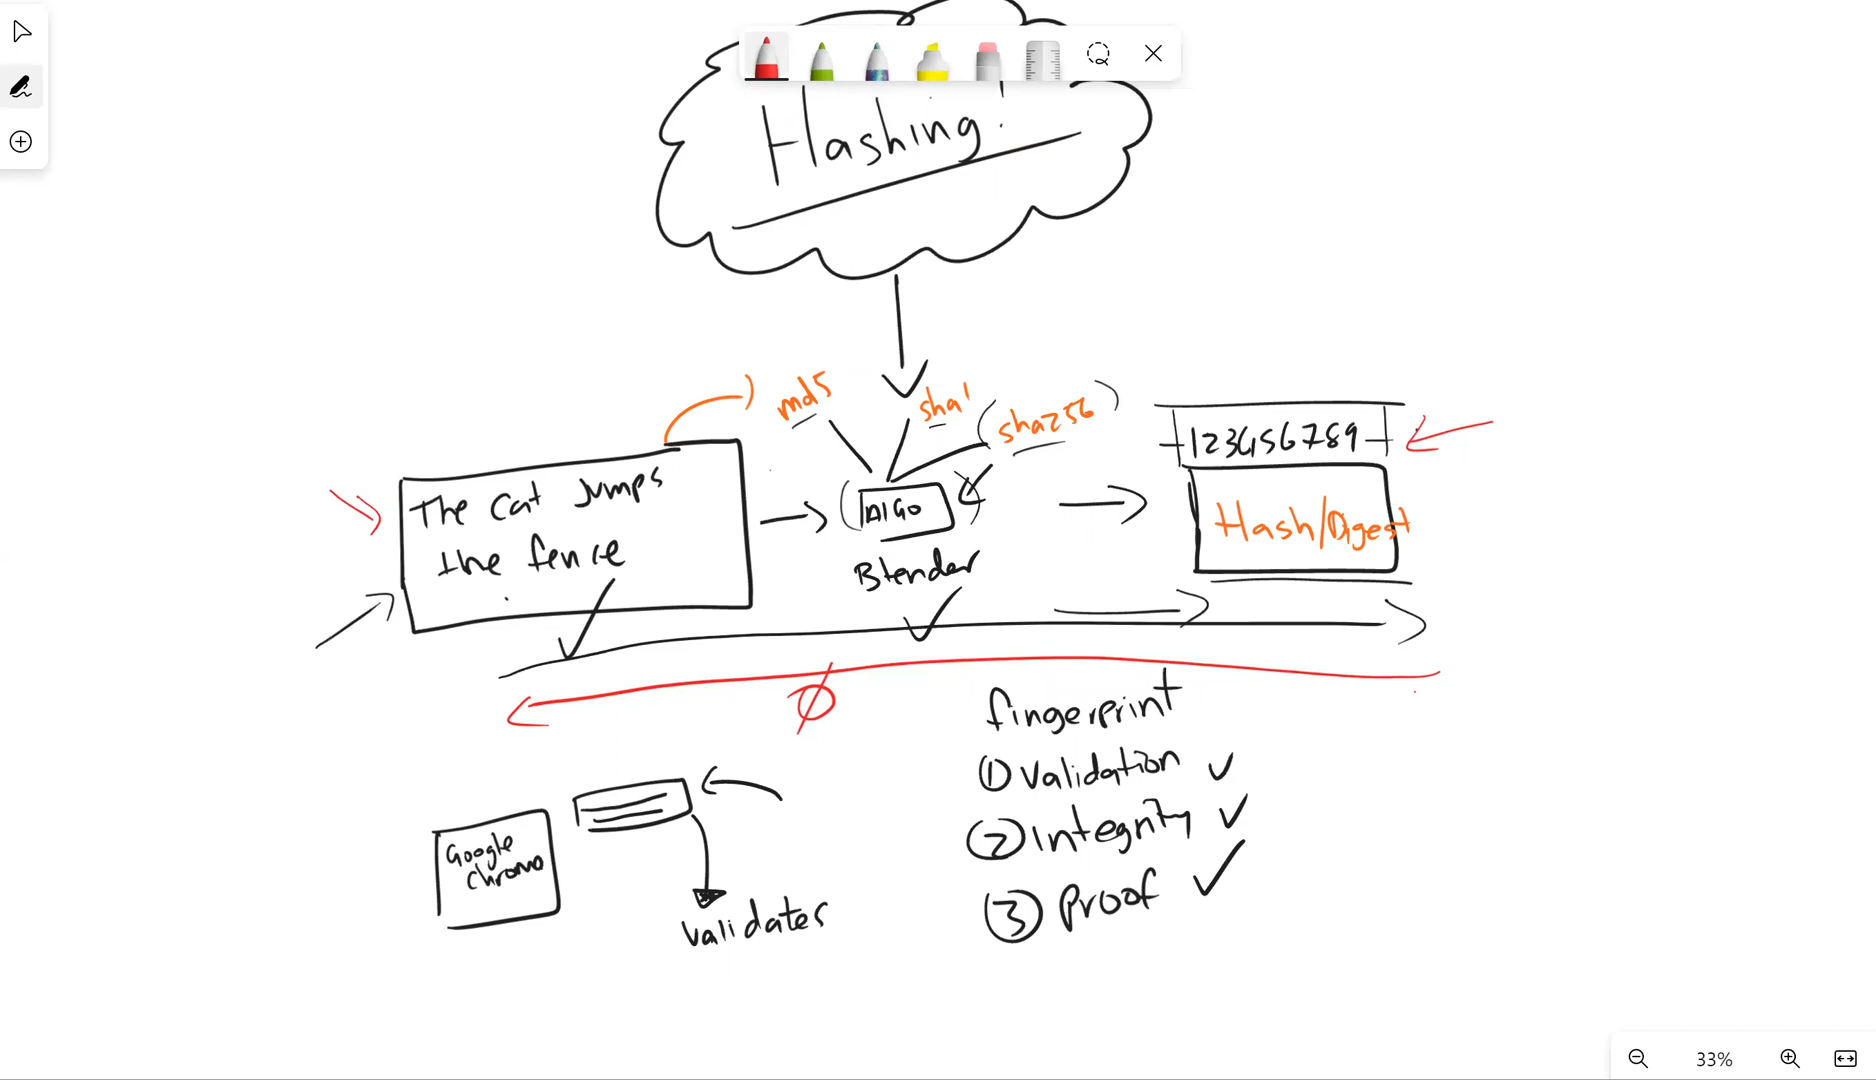 Hashing!
md5
sha1
(sha256)
123456789
The Cat Jumps
the fence
(AlGO)
Hash/Digest
Blender
fingerprint
① Validation ✓
② Integrity ✓
③ Proof ✓
Google
Chrome
validates
33%